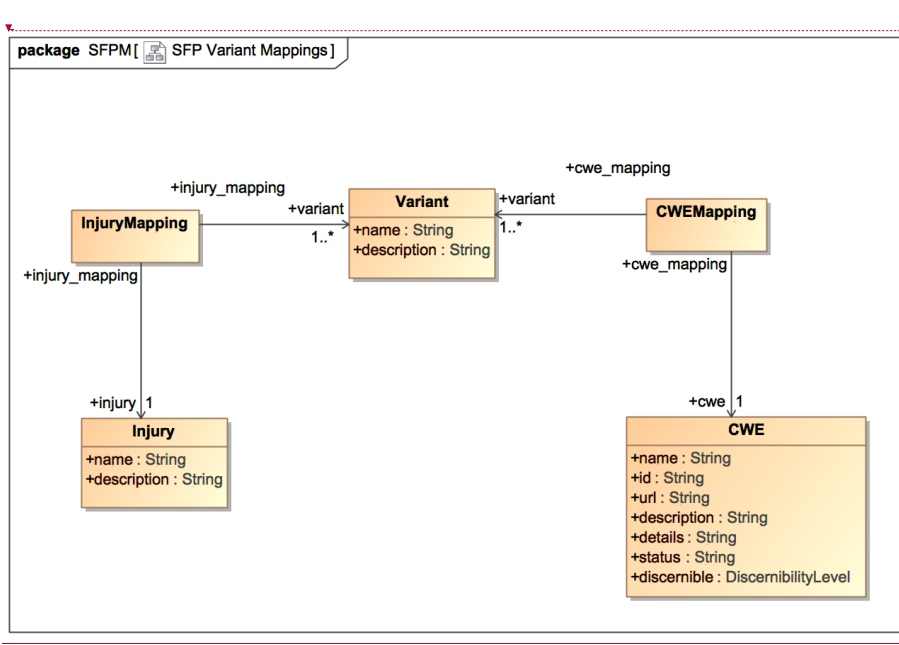 package SFPM[ SFP Variant Mappings]
+cwe_mapping
+injury_mapping
+variant
1..*
Variant
+name : String
+description : String
+variant
1..*
InjuryMapping
CWEMapping
+injury_mapping
+cwe_mapping
+injury 1
+cwe 1
Injury
+name : String
+description : String
CWE
+name : String
+id : String
+url : String
+description : String
+details : String
+status : String
+discernible : DiscernibilityLevel